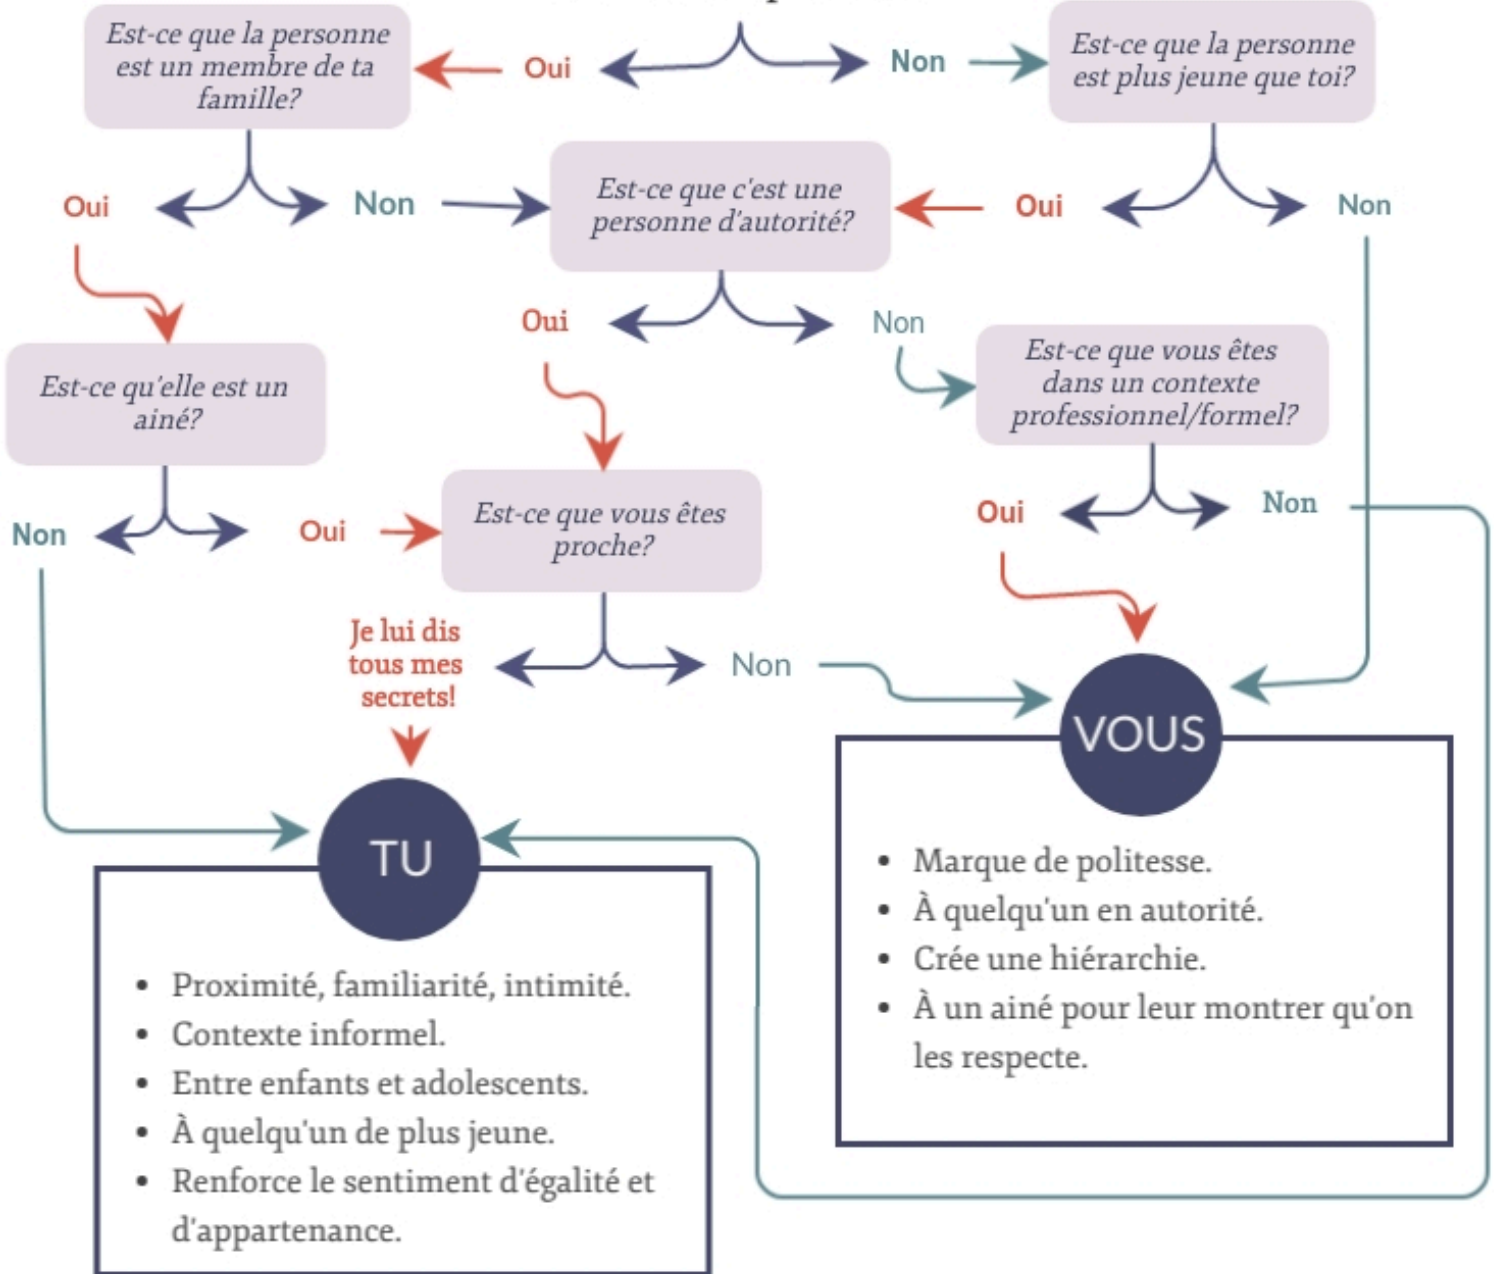 Est-ce que la personne
est un membre de ta
famille?
Oui
Non
Est-ce que la personne
est plus jeune que toi?
Oui
Non
Est-ce que c'est une
personne d'autorité?
Oui
Non
Oui
Non
Est-ce que vous êtes
dans un contexte
professionnel/formel?
Est-ce qu'elle est un
ainé?
Non
Oui
Est-ce que vous êtes
proche?
Oui
Non
Je lui dis
tous mes
secrets!
Non
VOUS
TU
Marque de politesse.
À quelqu'un en autorité.
Crée une hiérarchie.
À un ainé pour leur montrer qu'on
les respecte.
Proximité, familiarité, intimité.
Contexte informel.
Entre enfants et adolescents.
À quelqu'un de plus jeune.
Renforce le sentiment d'égalité et
d'appartenance.